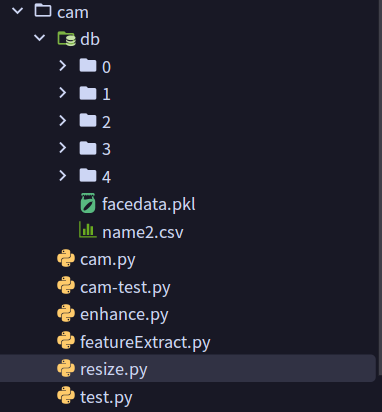 cam
db
0
1
2
3
4
facedata.pkl
name2.csv
cam.py
cam-test.py
enhance.py
featureExtract.py
resize.py
test.py